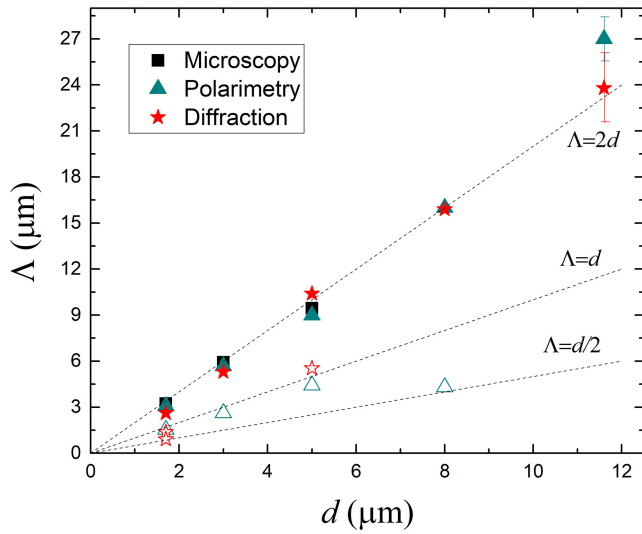 27
24
21
18
15
12
9
6
3
0
Λ (μm)
Microscopy
Polarimetry
Diffraction
Λ=2d
Λ=d
Λ=d/2
0 2 4 6 8 10 12
d (μm)